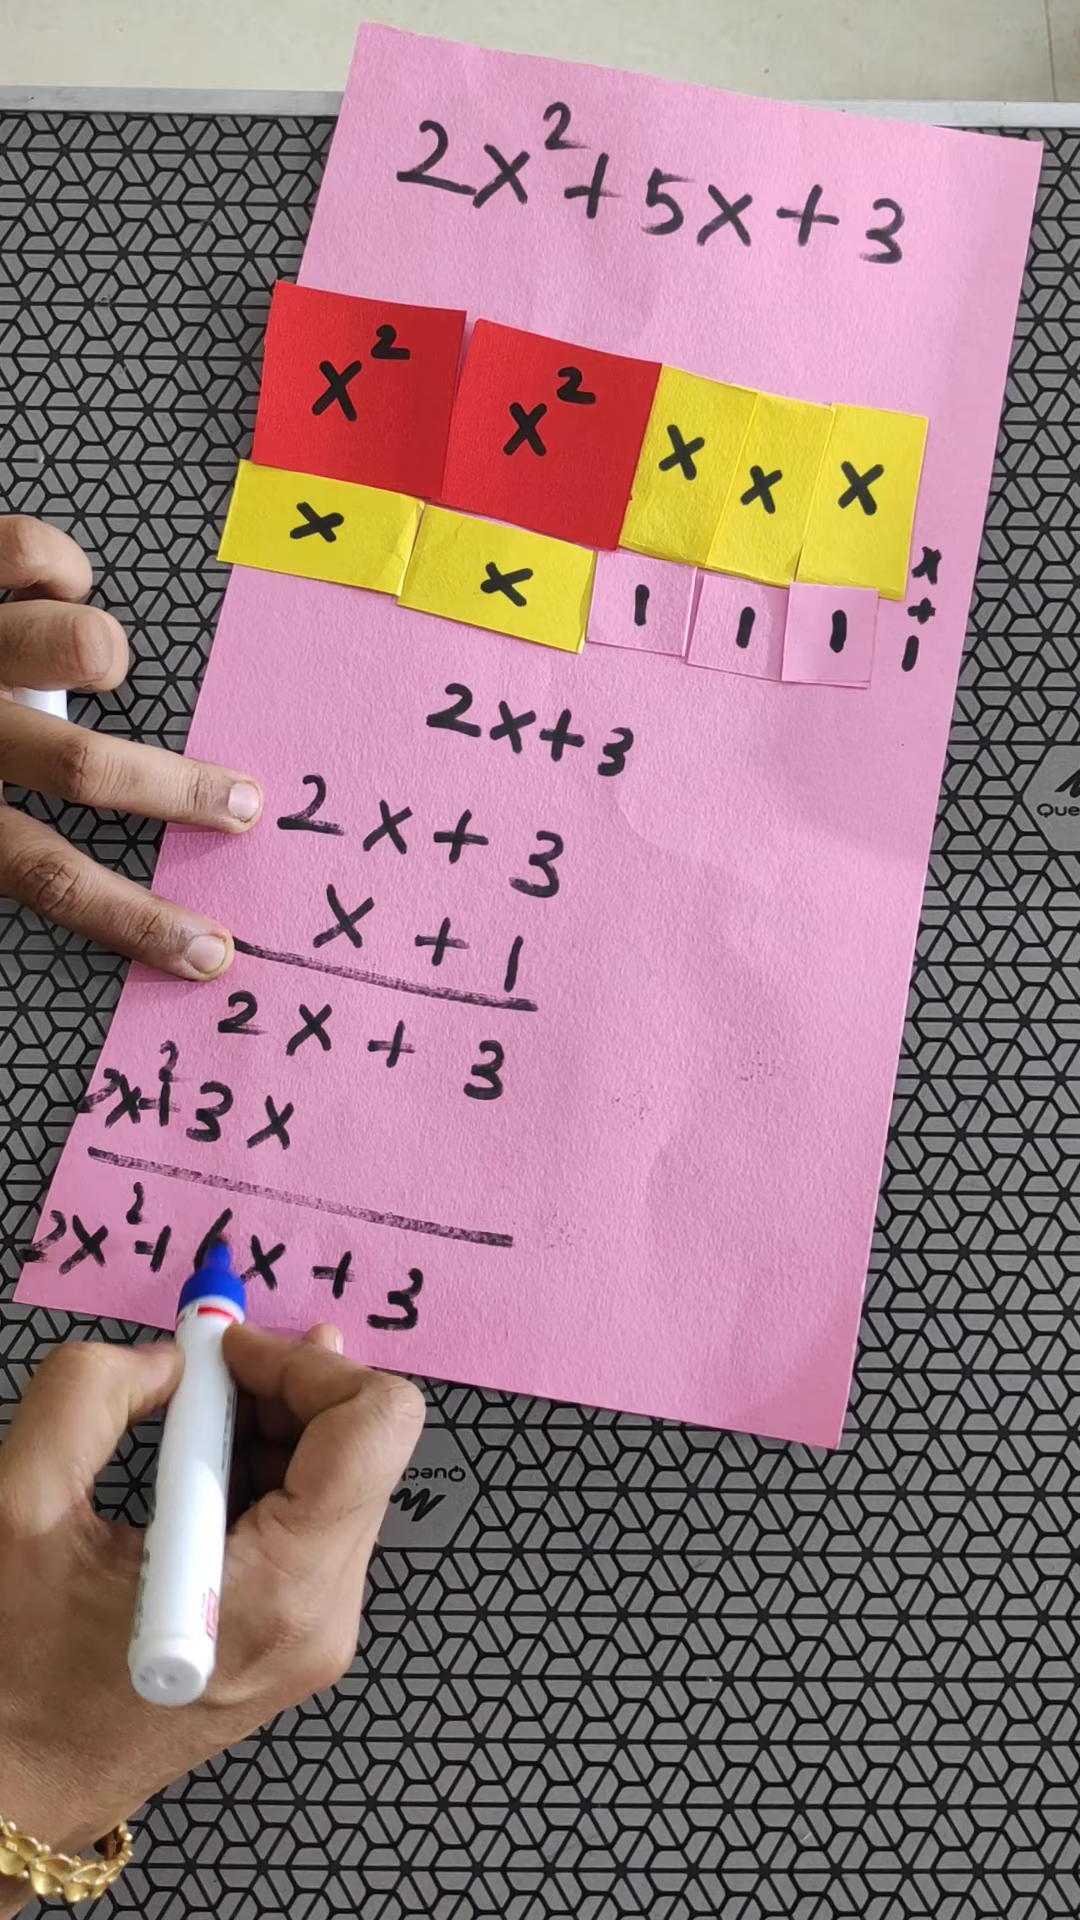 2x²+5x+3
x² x² x x x
x x 1 1 1
x
+
1
2x+3
2x+3
x+1
2x+3
2x²+3x
2x²+ x+3
Que